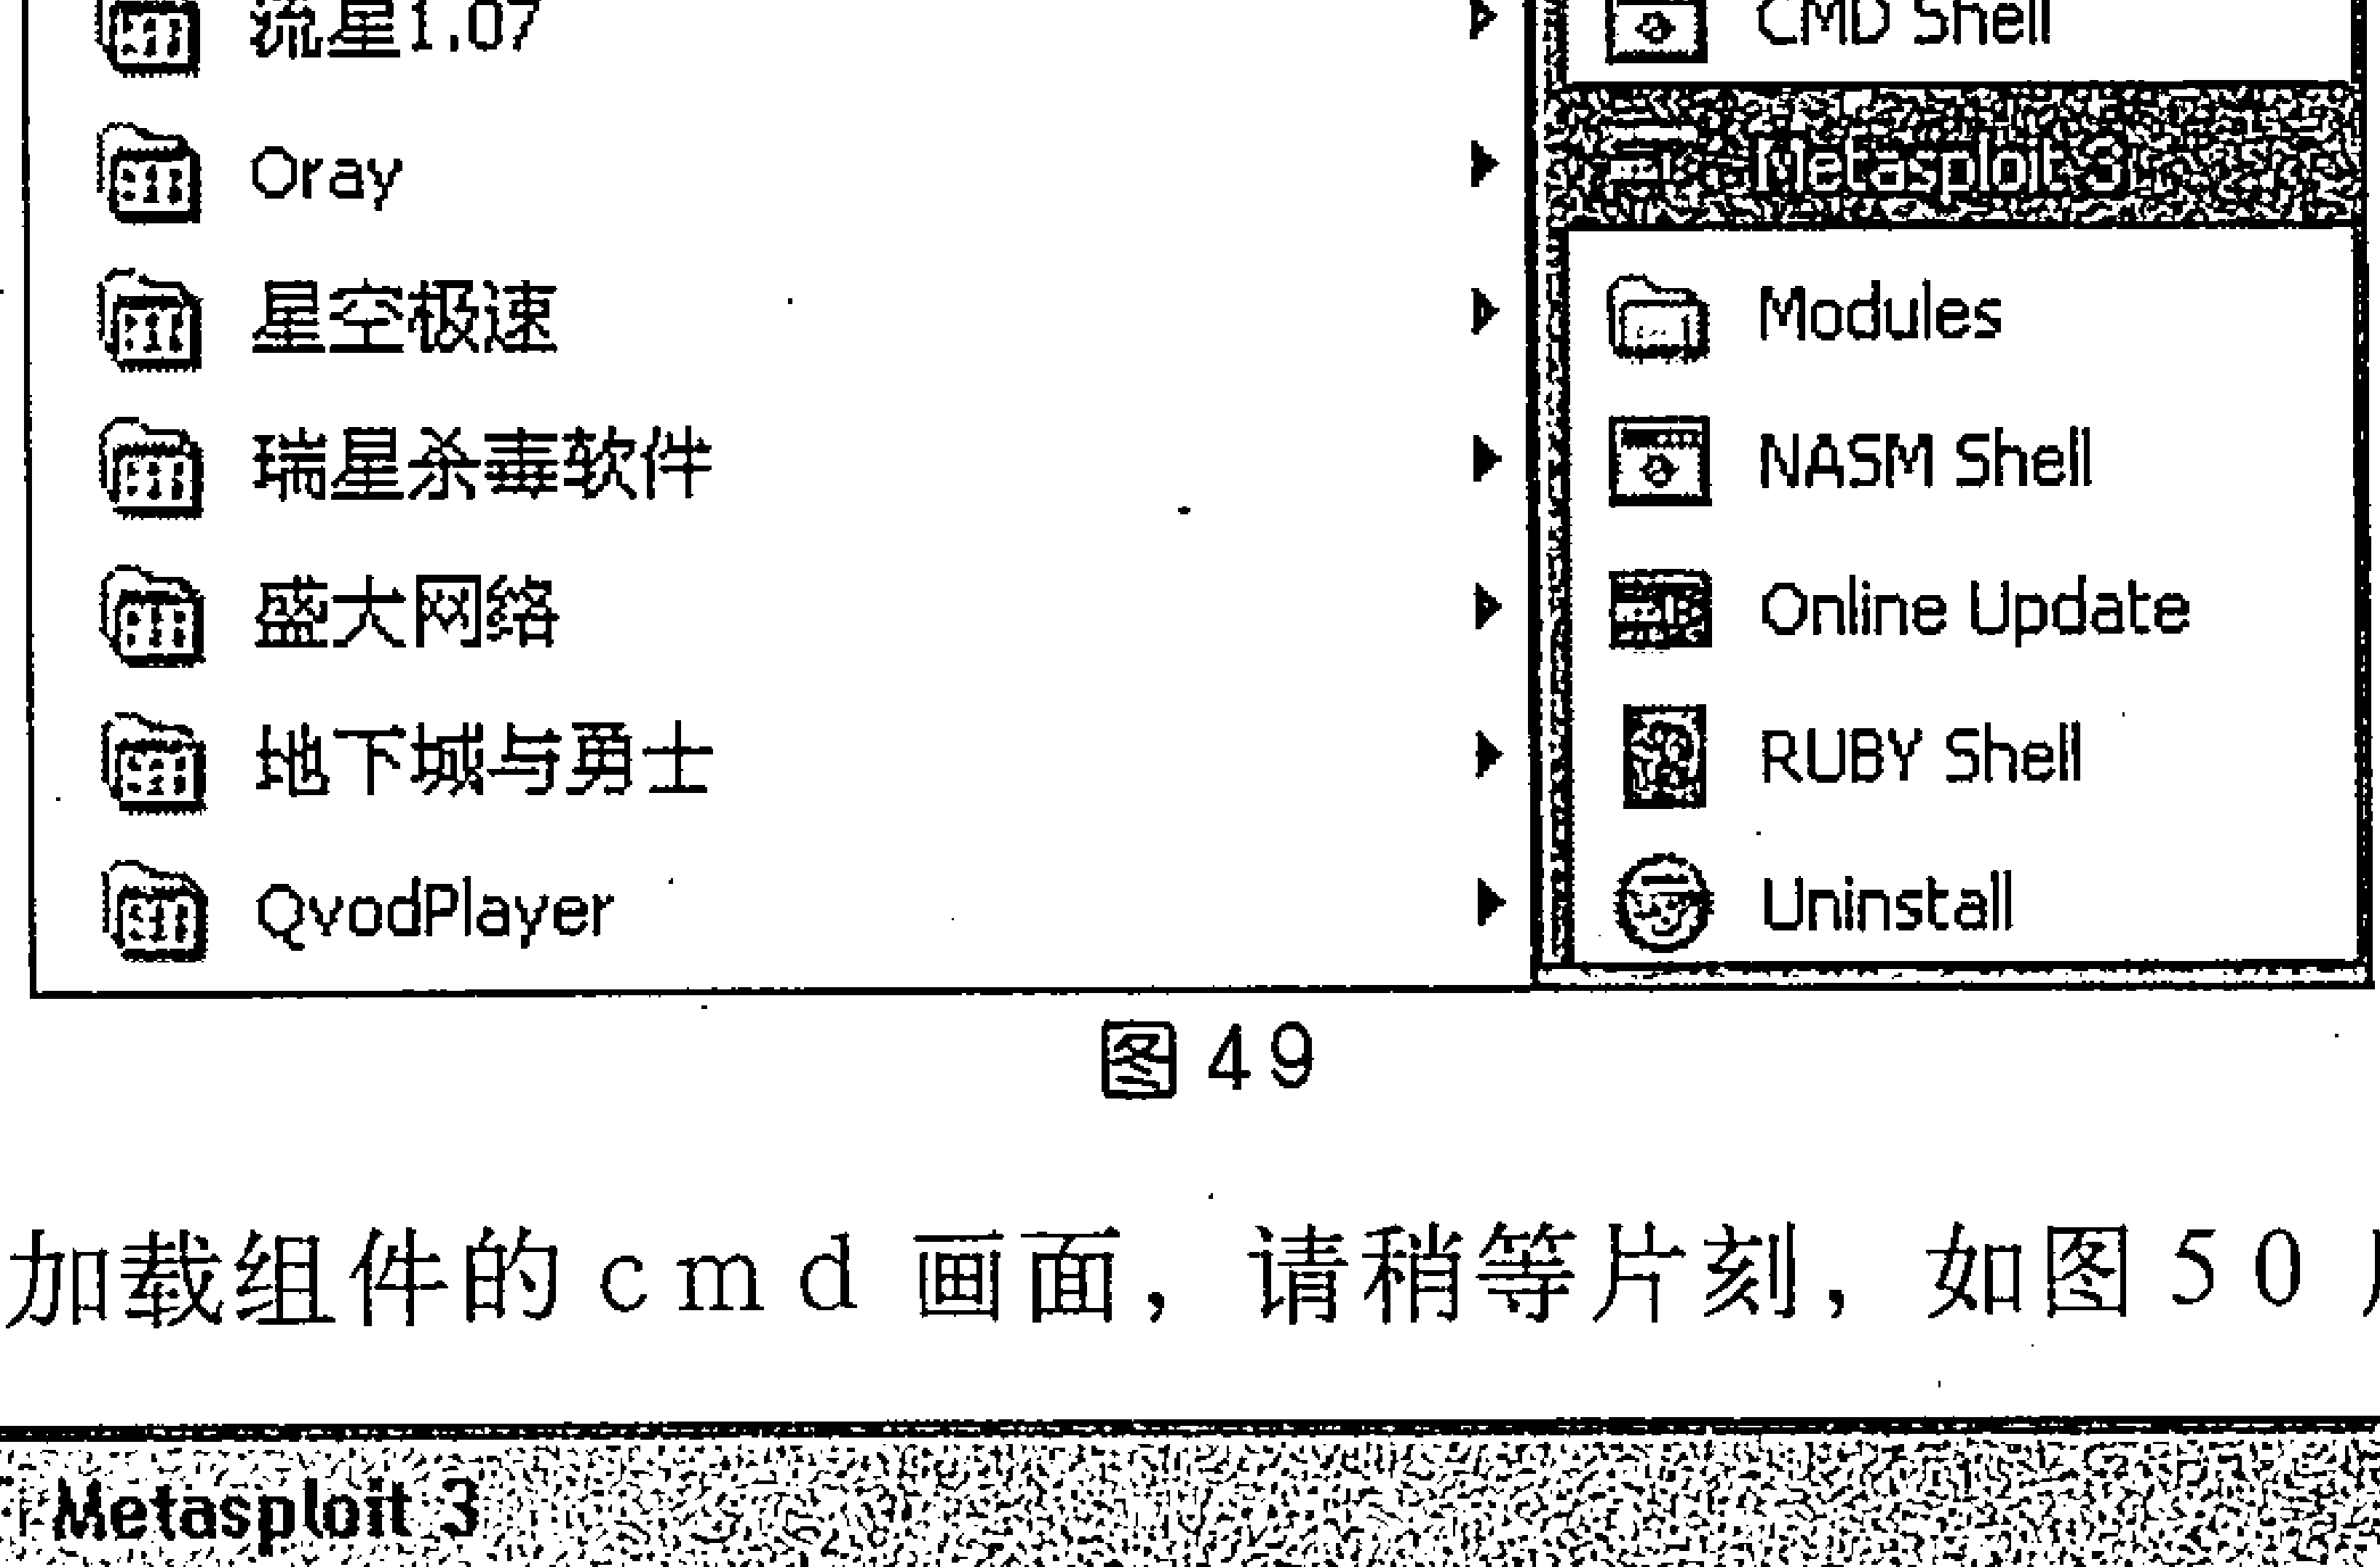 流星1.07
Oray
星空极速
瑞星杀毒软件
盛大网络
地下城与勇士
QvodPlayer
CMD Shell
Metasploit 3
Modules
NASM Shell
Online Update
RUBY Shell
Uninstall
图 49
加载组件的 cmd 画面，请稍等片刻，如图 50
Metasploit 3